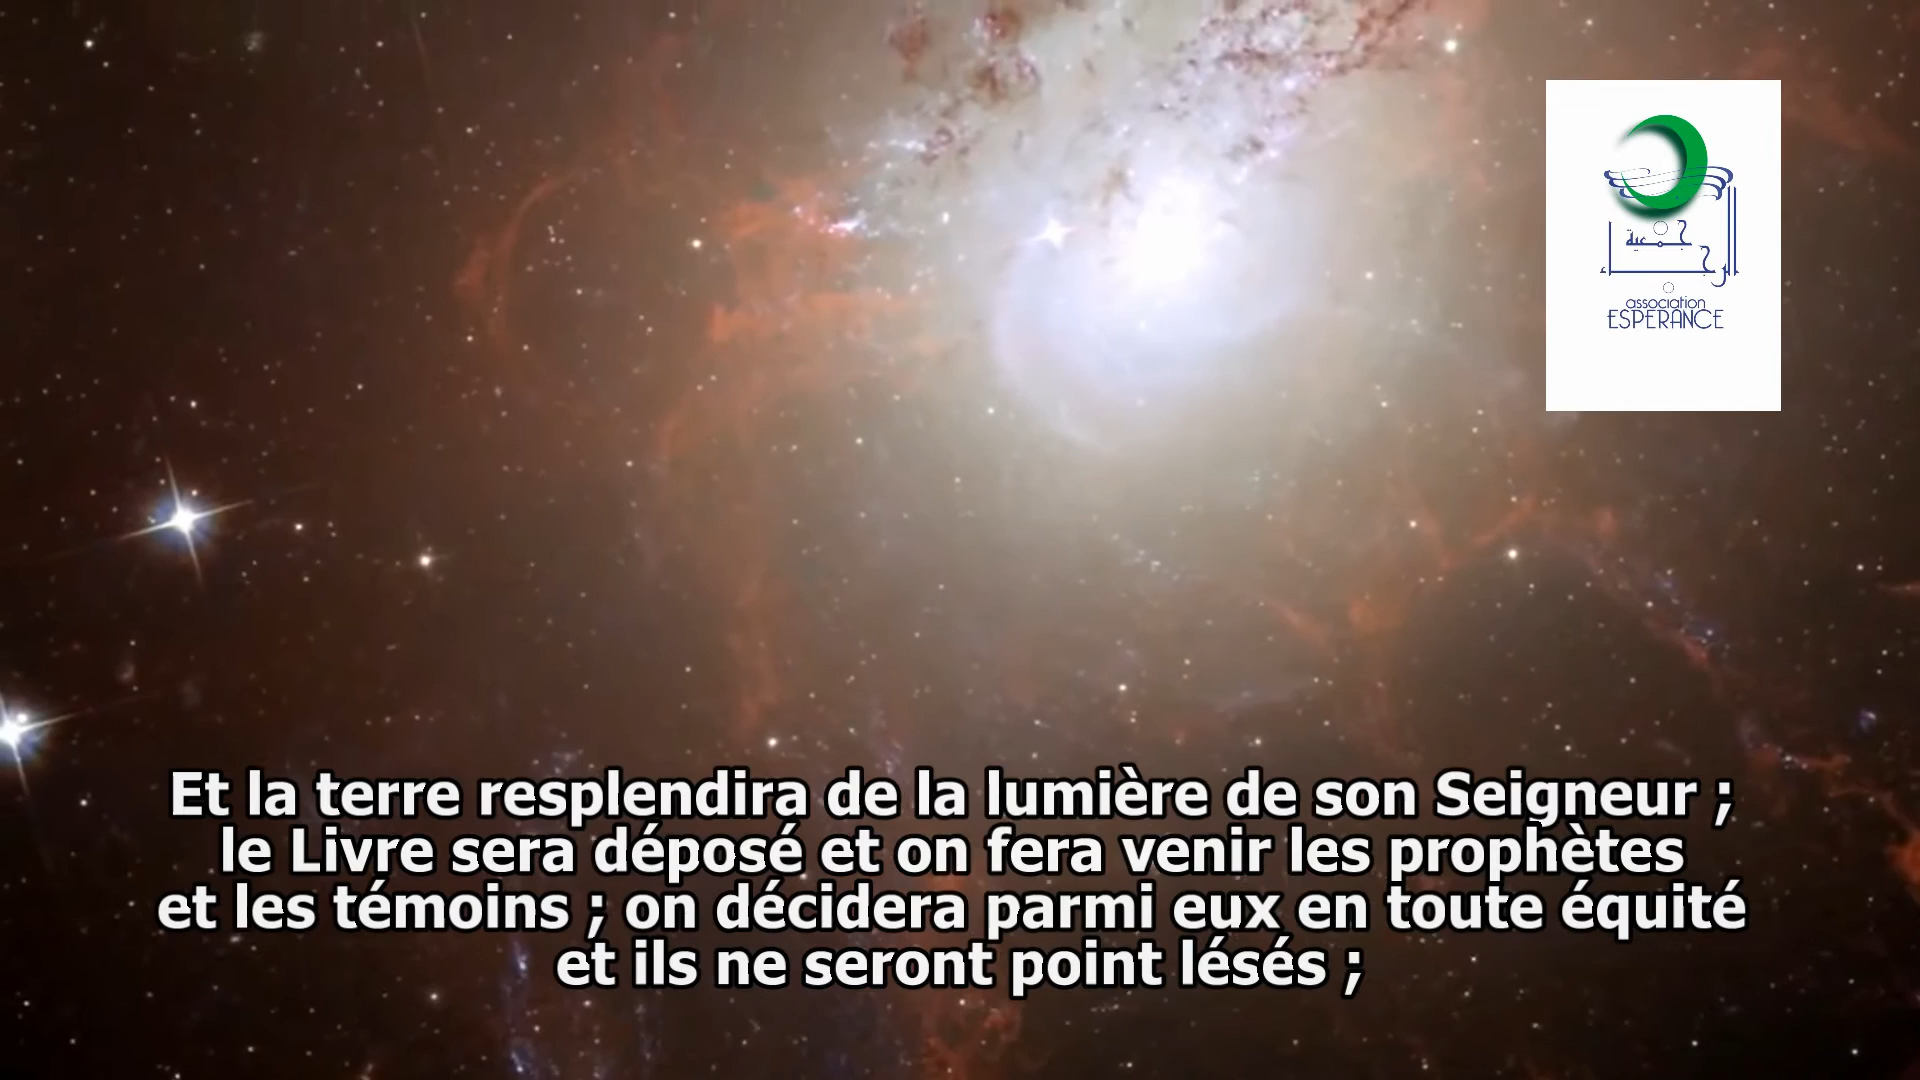 جمعية
الرجاء
association
ESPERANCE
Et la terre resplendira de la lumière de son Seigneur ;
le Livre sera déposé et on fera venir les prophètes
et les témoins ; on décidera parmi eux en toute équité
et ils ne seront point lésés ;